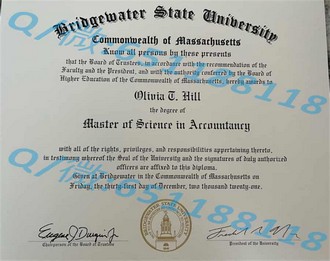 Bridgewater State University
Commonwealth of Massachusetts
Know all persons by these presents
that the Board of Trustees, in accordance with the recommendation of the
Faculty and the President, and with the authority conferred by the Board of
Higher Education of the Commonwealth of Massachusetts, hereby awards to
Olivia T. Hill
the degree of
Master of Science in Accountancy
with all of the rights, privileges, and responsibilities appertaining thereto,
in testimony whereof the Seal of the University and the signatures of duly authorized
officers are affixed to this diploma.
Given at Bridgewater in the Commonwealth of Massachusetts on
Friday, the thirty-first day of December, two thousand twenty-one.
Chairperson of the Board of Trustees
President of the University
BRIDGEWATER STATE UNIVERSITY